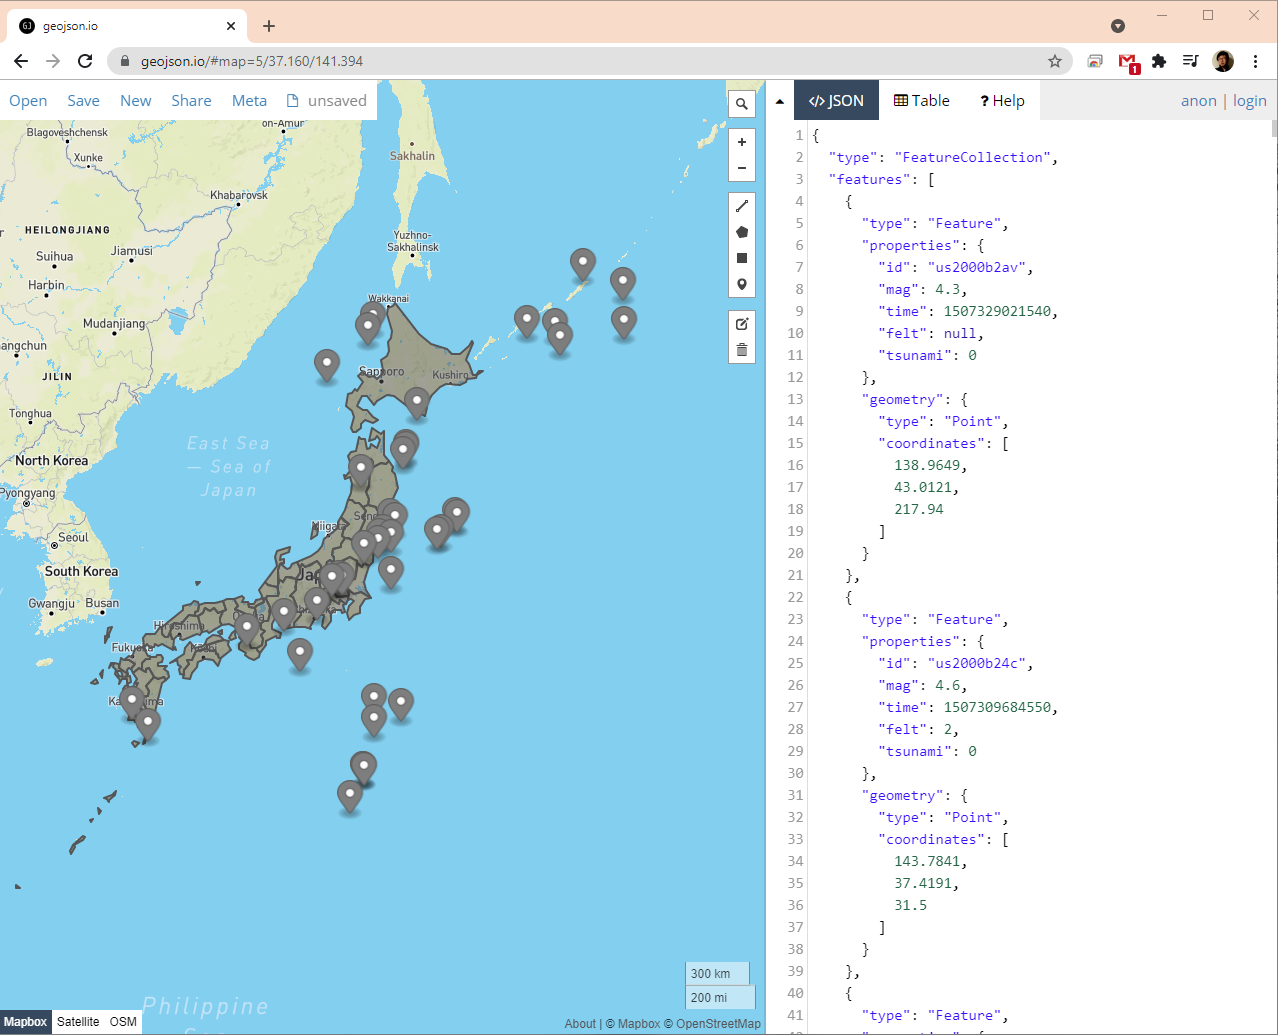 geojson.io
geojson.io/#map=5/37.160/141.394
1
Open Save New Share Meta unsaved
</> JSON Table ? Help anon | login
on-Amur
Blagoveshchensk
Xunke
Sakhalin
Khabarovsk
HEILONGJIANG
Yuzhno-
Sakhalinsk
Jiamusi
Suihua
Harbin
Wakkanai
Mudanjiang
angchun
JILIN
Sapporo
Kushiro
Tonghua
East Sea
— Sea of
Japan
North Korea
Pyongyang
Niigata
Seoul
South Korea
Gwangju Busan
Hiroshima
Fukuoka
Philippine
300 km
200 mi
Mapbox Satellite OSM
About | © Mapbox © OpenStreetMap
1 {
2 "type": "FeatureCollection",
3 "features": [
4 {
5 "type": "Feature",
6 "properties": {
7 "id": "us2000b2av",
8 "mag": 4.3,
9 "time": 1507329021540,
10 "felt": null,
11 "tsunami": 0
12 },
13 "geometry": {
14 "type": "Point",
15 "coordinates": [
16 138.9649,
17 43.0121,
18 217.94
19 ]
20 }
21 },
22 {
23 "type": "Feature",
24 "properties": {
25 "id": "us2000b24c",
26 "mag": 4.6,
27 "time": 1507309684550,
28 "felt": 2,
29 "tsunami": 0
30 },
31 "geometry": {
32 "type": "Point",
33 "coordinates": [
34 143.7841,
35 37.4191,
36 31.5
37 ]
38 }
39 },
40 {
41 "type": "Feature",